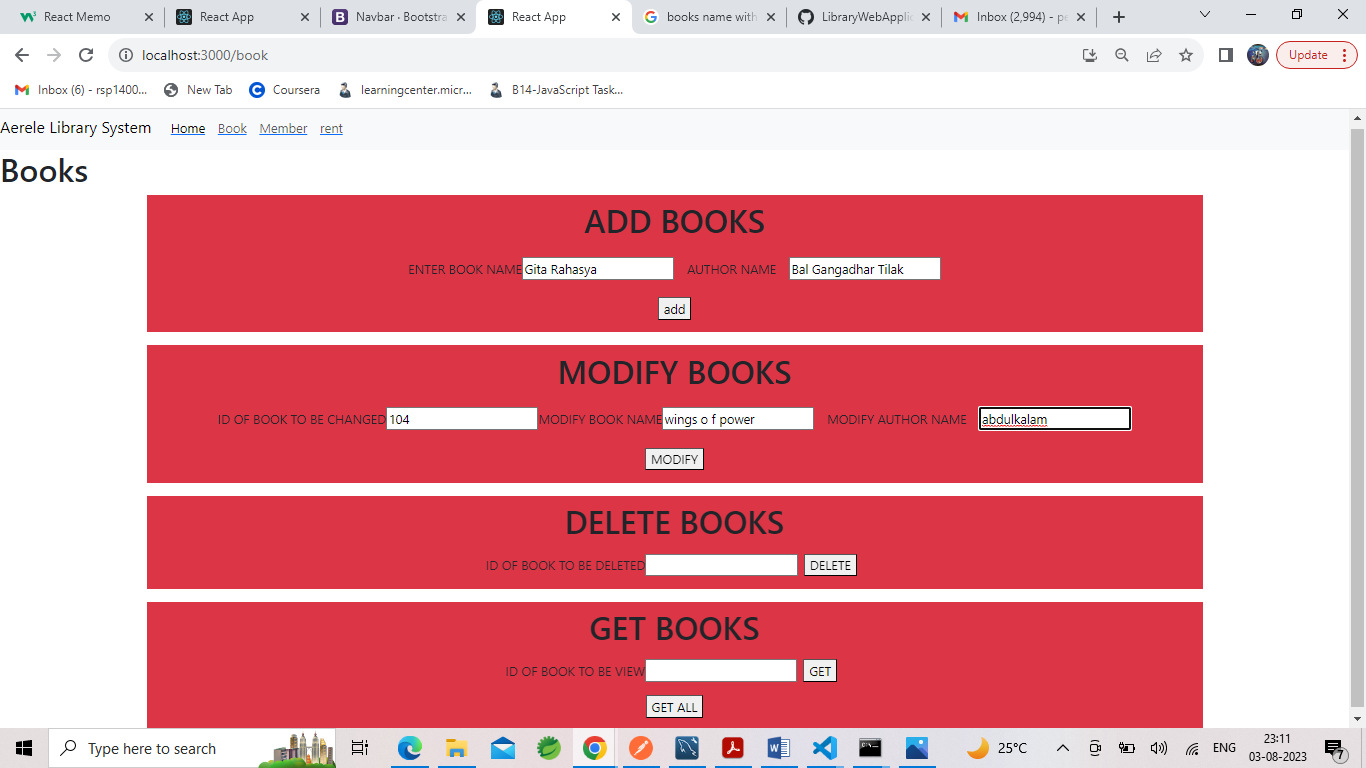 React Memo
React App
Navbar · Bootstra
React App
books name with
LibraryWebApplic
Inbox (2,994) - pe
localhost:3000/book
Update
Inbox (6) - rsp1400...
New Tab
Coursera
learningcenter.micr...
B14-JavaScript Task...
Aerele Library System Home Book Member rent
Books
ADD BOOKS
ENTER BOOK NAME Gita Rahasya AUTHOR NAME Bal Gangadhar Tilak
add
MODIFY BOOKS
ID OF BOOK TO BE CHANGED 104 MODIFY BOOK NAME wings o f power MODIFY AUTHOR NAME abdulkalam
MODIFY
DELETE BOOKS
ID OF BOOK TO BE DELETED DELETE
GET BOOKS
ID OF BOOK TO BE VIEW GET
GET ALL
Type here to search
25°C
ENG
23:11
03-08-2023
7